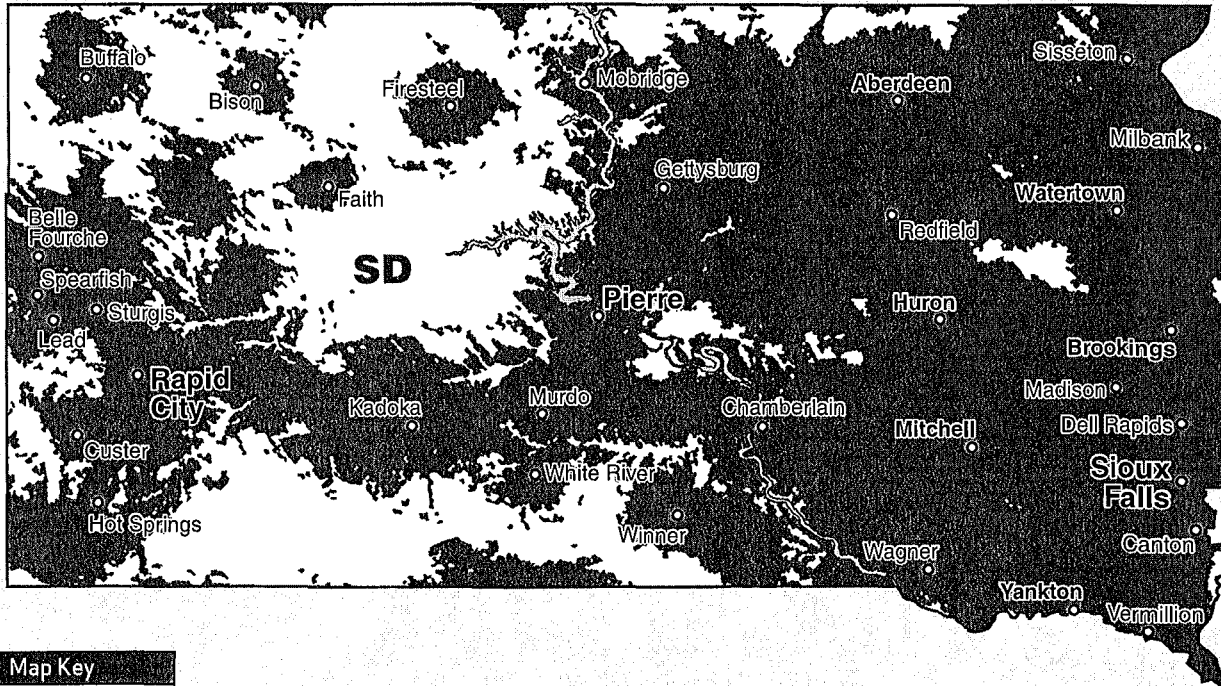 Buffalo
Bison
Firesteel
Mobridge
Aberdeen
Sisseton
Milbank
Gettysburg
Faith
Watertown
Belle
Fourche
Redfield
SD
Spearfish
Sturgis
Pierre
Huron
Lead
Brookings
Rapid
City
Kadoka
Murdo
Chamberlain
Madison
Custer
Mitchell
Dell Rapids
White River
Sioux
Falls
Hot Springs
Winner
Wagner
Canton
Yankton
Vermillion
Map Key